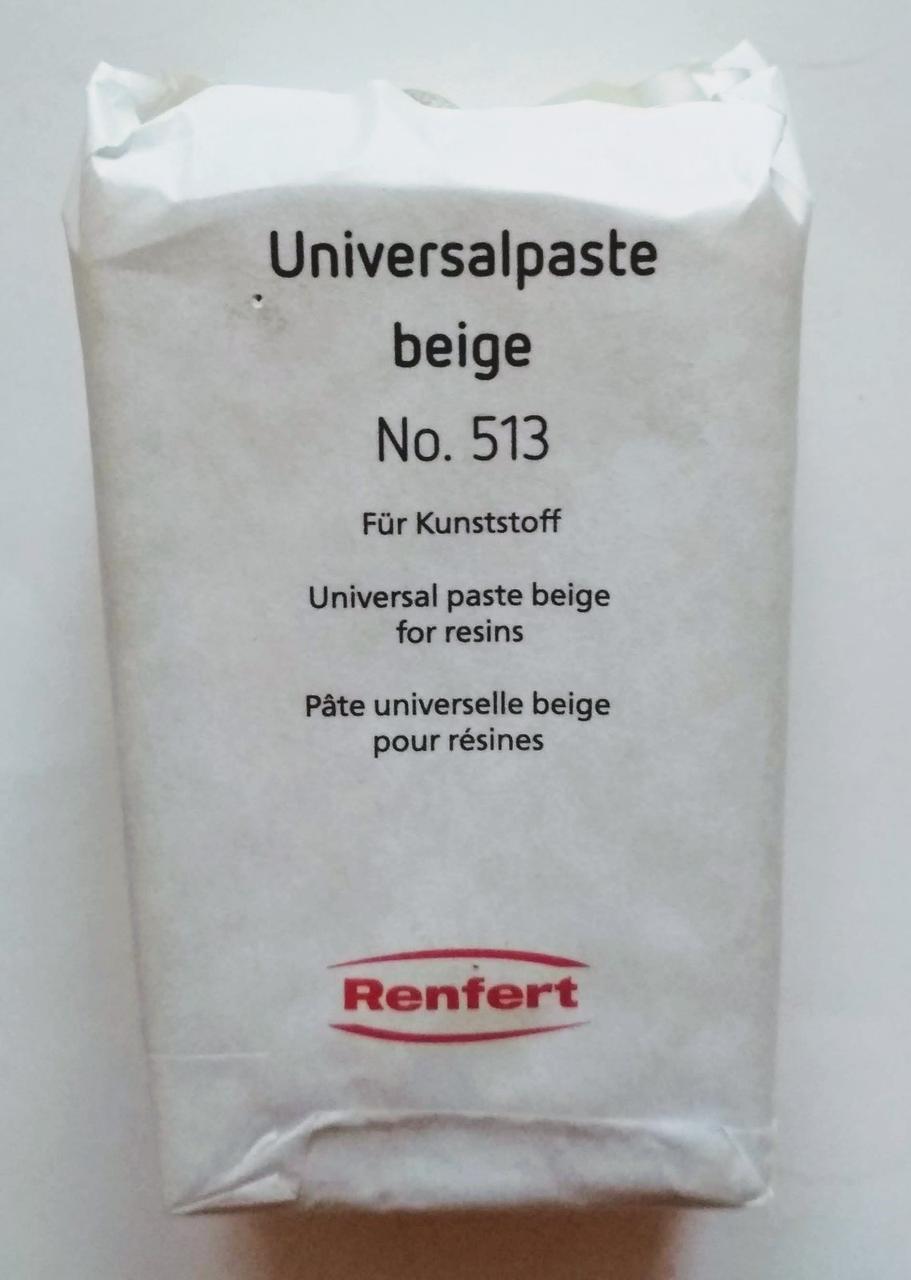 Universalpaste
beige
No. 513
Für Kunststoff
Universal paste beige
for resins
Pâte universelle beige
pour résines
Renfert